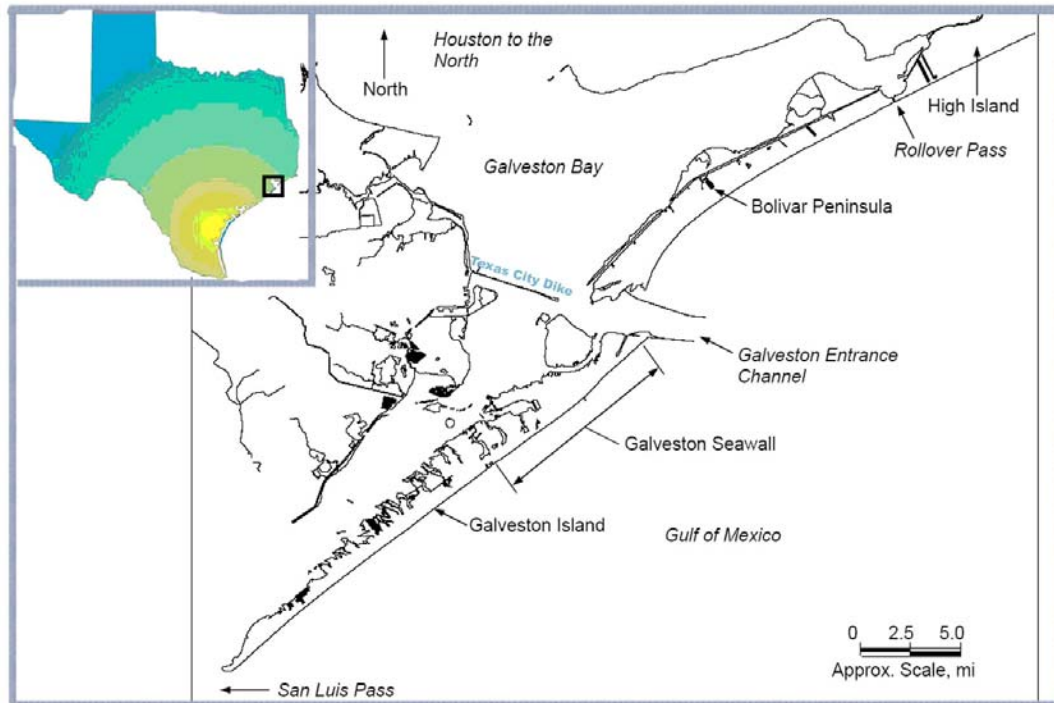 Houston to the
North
North
High Island
Rollover Pass
Galveston Bay
Bolivar Peninsula
Texas City Dike
Galveston Entrance
Channel
Galveston Seawall
Galveston Island
Gulf of Mexico
0 2.5 5.0
Approx. Scale, mi
San Luis Pass